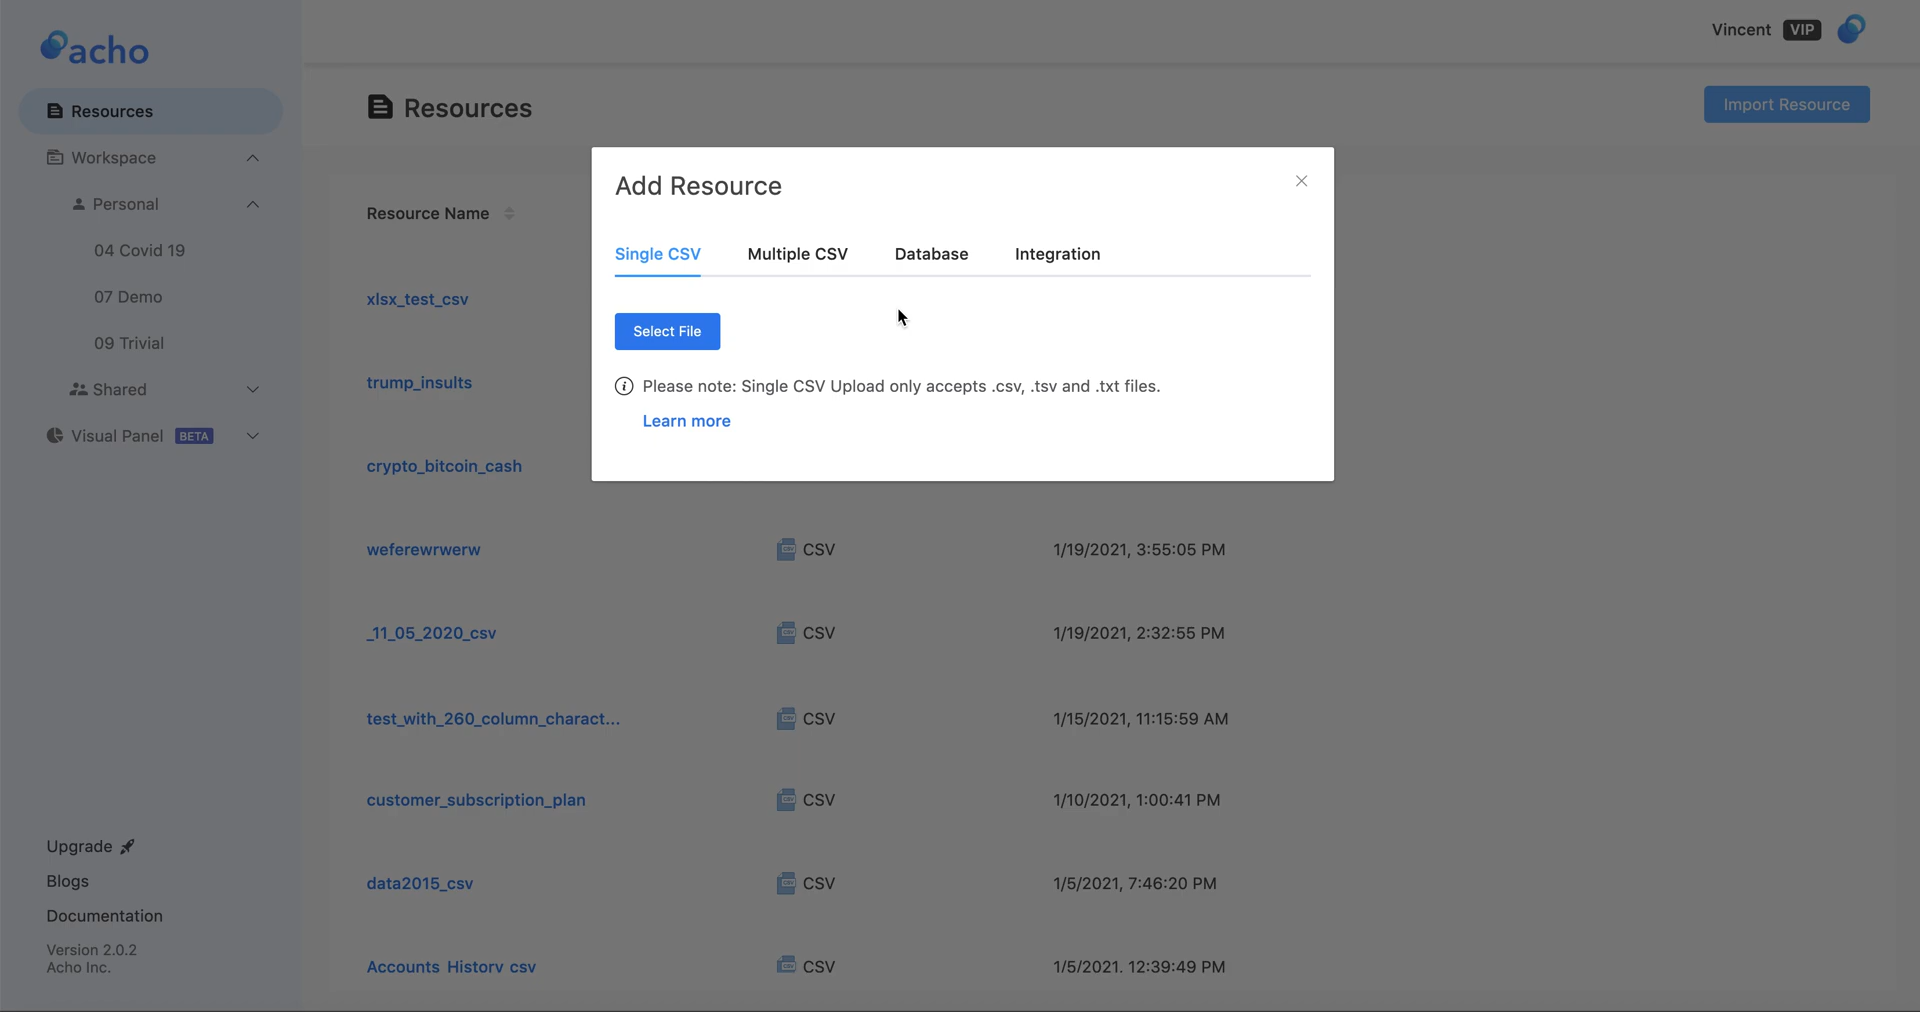 acho
Vincent VIP
Resources
Workspace
Personal
04 Covid 19
07 Demo
09 Trivial
Shared
Visual Panel BETA
Upgrade
Blogs
Documentation
Version 2.0.2
Acho Inc.
Resources
Import Resource
Resource Name
xlsx_test_csv
trump_insults
crypto_bitcoin_cash
weferewrwerw CSV 1/19/2021, 3:55:05 PM
_11_05_2020_csv CSV 1/19/2021, 2:32:55 PM
test_with_260_column_charact... CSV 1/15/2021, 11:15:59 AM
customer_subscription_plan CSV 1/10/2021, 1:00:41 PM
data2015_csv CSV 1/5/2021, 7:46:20 PM
Accounts_History_csv CSV 1/5/2021, 12:39:49 PM
Add Resource
Single CSV Multiple CSV Database Integration
Select File
Please note: Single CSV Upload only accepts .csv, .tsv and .txt files.
Learn more